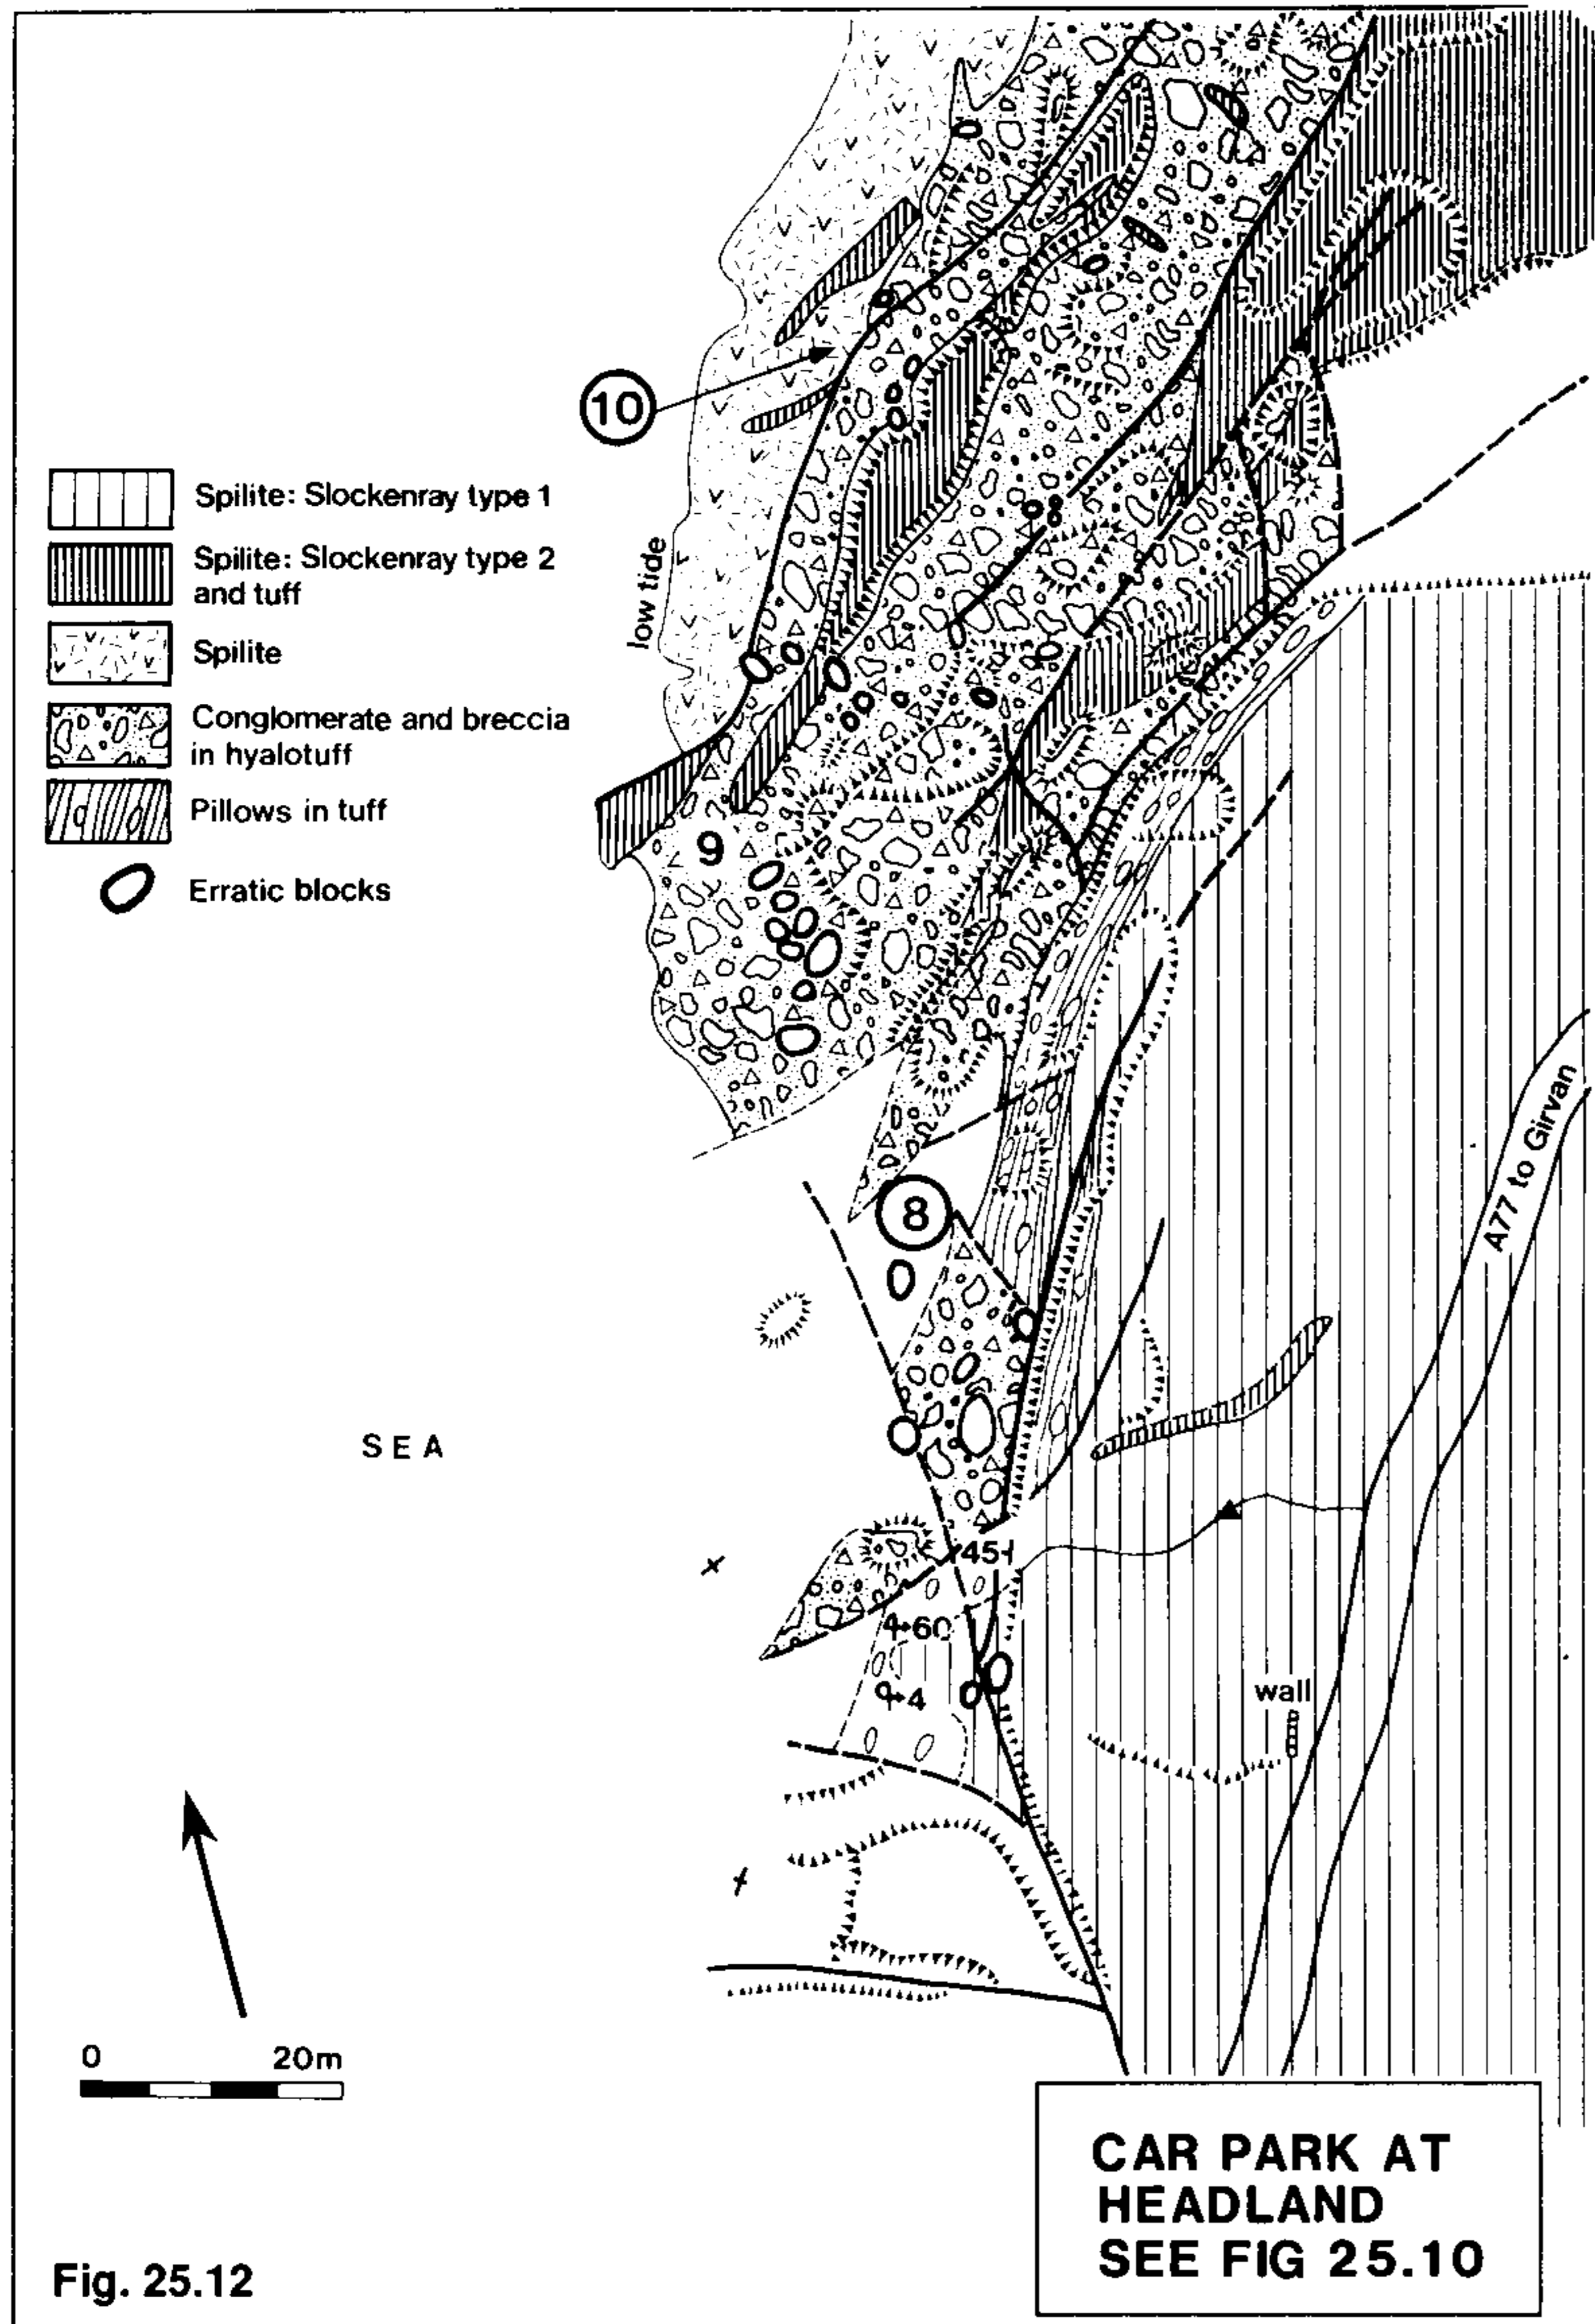 10
Spilite: Slockenray type 1
Spilite: Slockenray type 2
and tuff
Spilite
Conglomerate and breccia
in hyalotuff
Pillows in tuff
Erratic blocks
low tide
9
8
A77 to Girvan
SEA
45
60
4
wall
0 20m
CAR PARK AT
HEADLAND
SEE FIG 25.10
Fig. 25.12